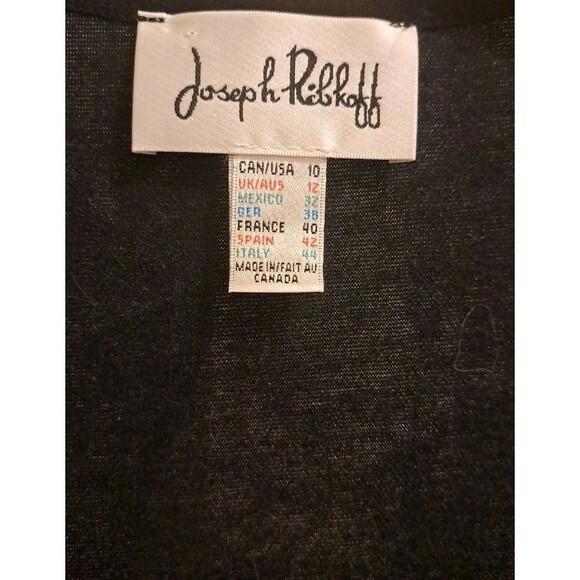 Joseph Ribkoff
CAN/USA 10
UK/AUS 12
MEXICO 32
GER 38
FRANCE 40
SPAIN 42
ITALY 44
MADE IN/FAIT AU
CANADA